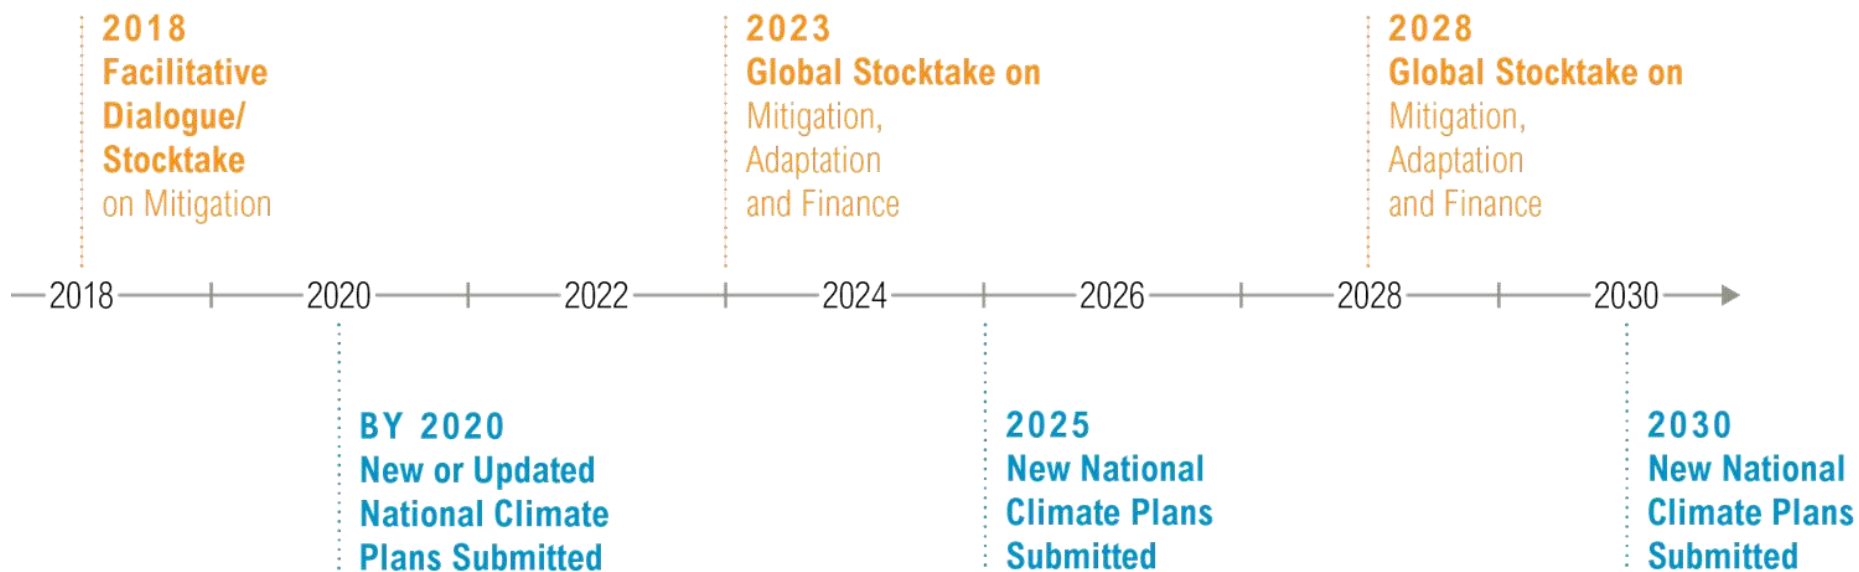 2018
Facilitative
Dialogue/
Stocktake
on Mitigation
2023
Global Stocktake on
Mitigation,
Adaptation
and Finance
2028
Global Stocktake on
Mitigation,
Adaptation
and Finance
2018 2020 2022 2024 2026 2028 2030
BY 2020
New or Updated
National Climate
Plans Submitted
2025
New National
Climate Plans
Submitted
2030
New National
Climate Plans
Submitted